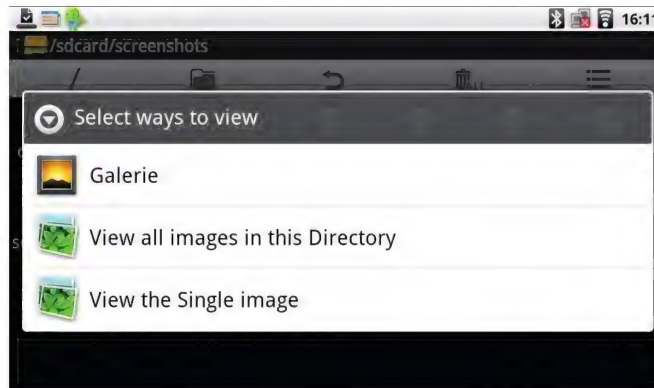 16:11
/sdcard/screenshots
/
ALL
Select ways to view
Galerie
View all images in this Directory
View the Single image